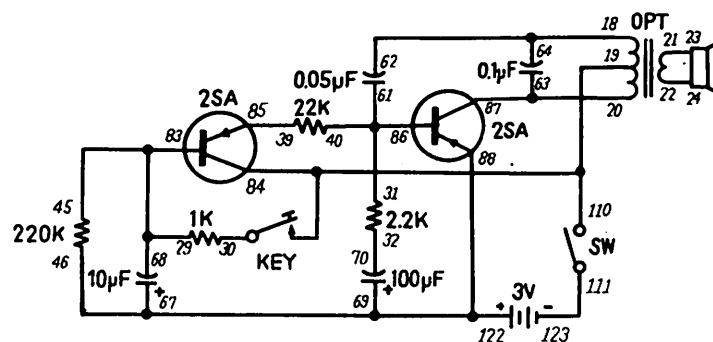 18 OPT
19 21 23
64 62
0.05µF 0.1µF
61 63
22 24
20
2SA 85 22K 87
83 39 40 86 2SA
84 88
45 31 110
1K 2.2K
220K 29 30 32 SW
46 68 KEY 70
10µF 100µF 111
+ 67 + 69 + 3V -
122 123